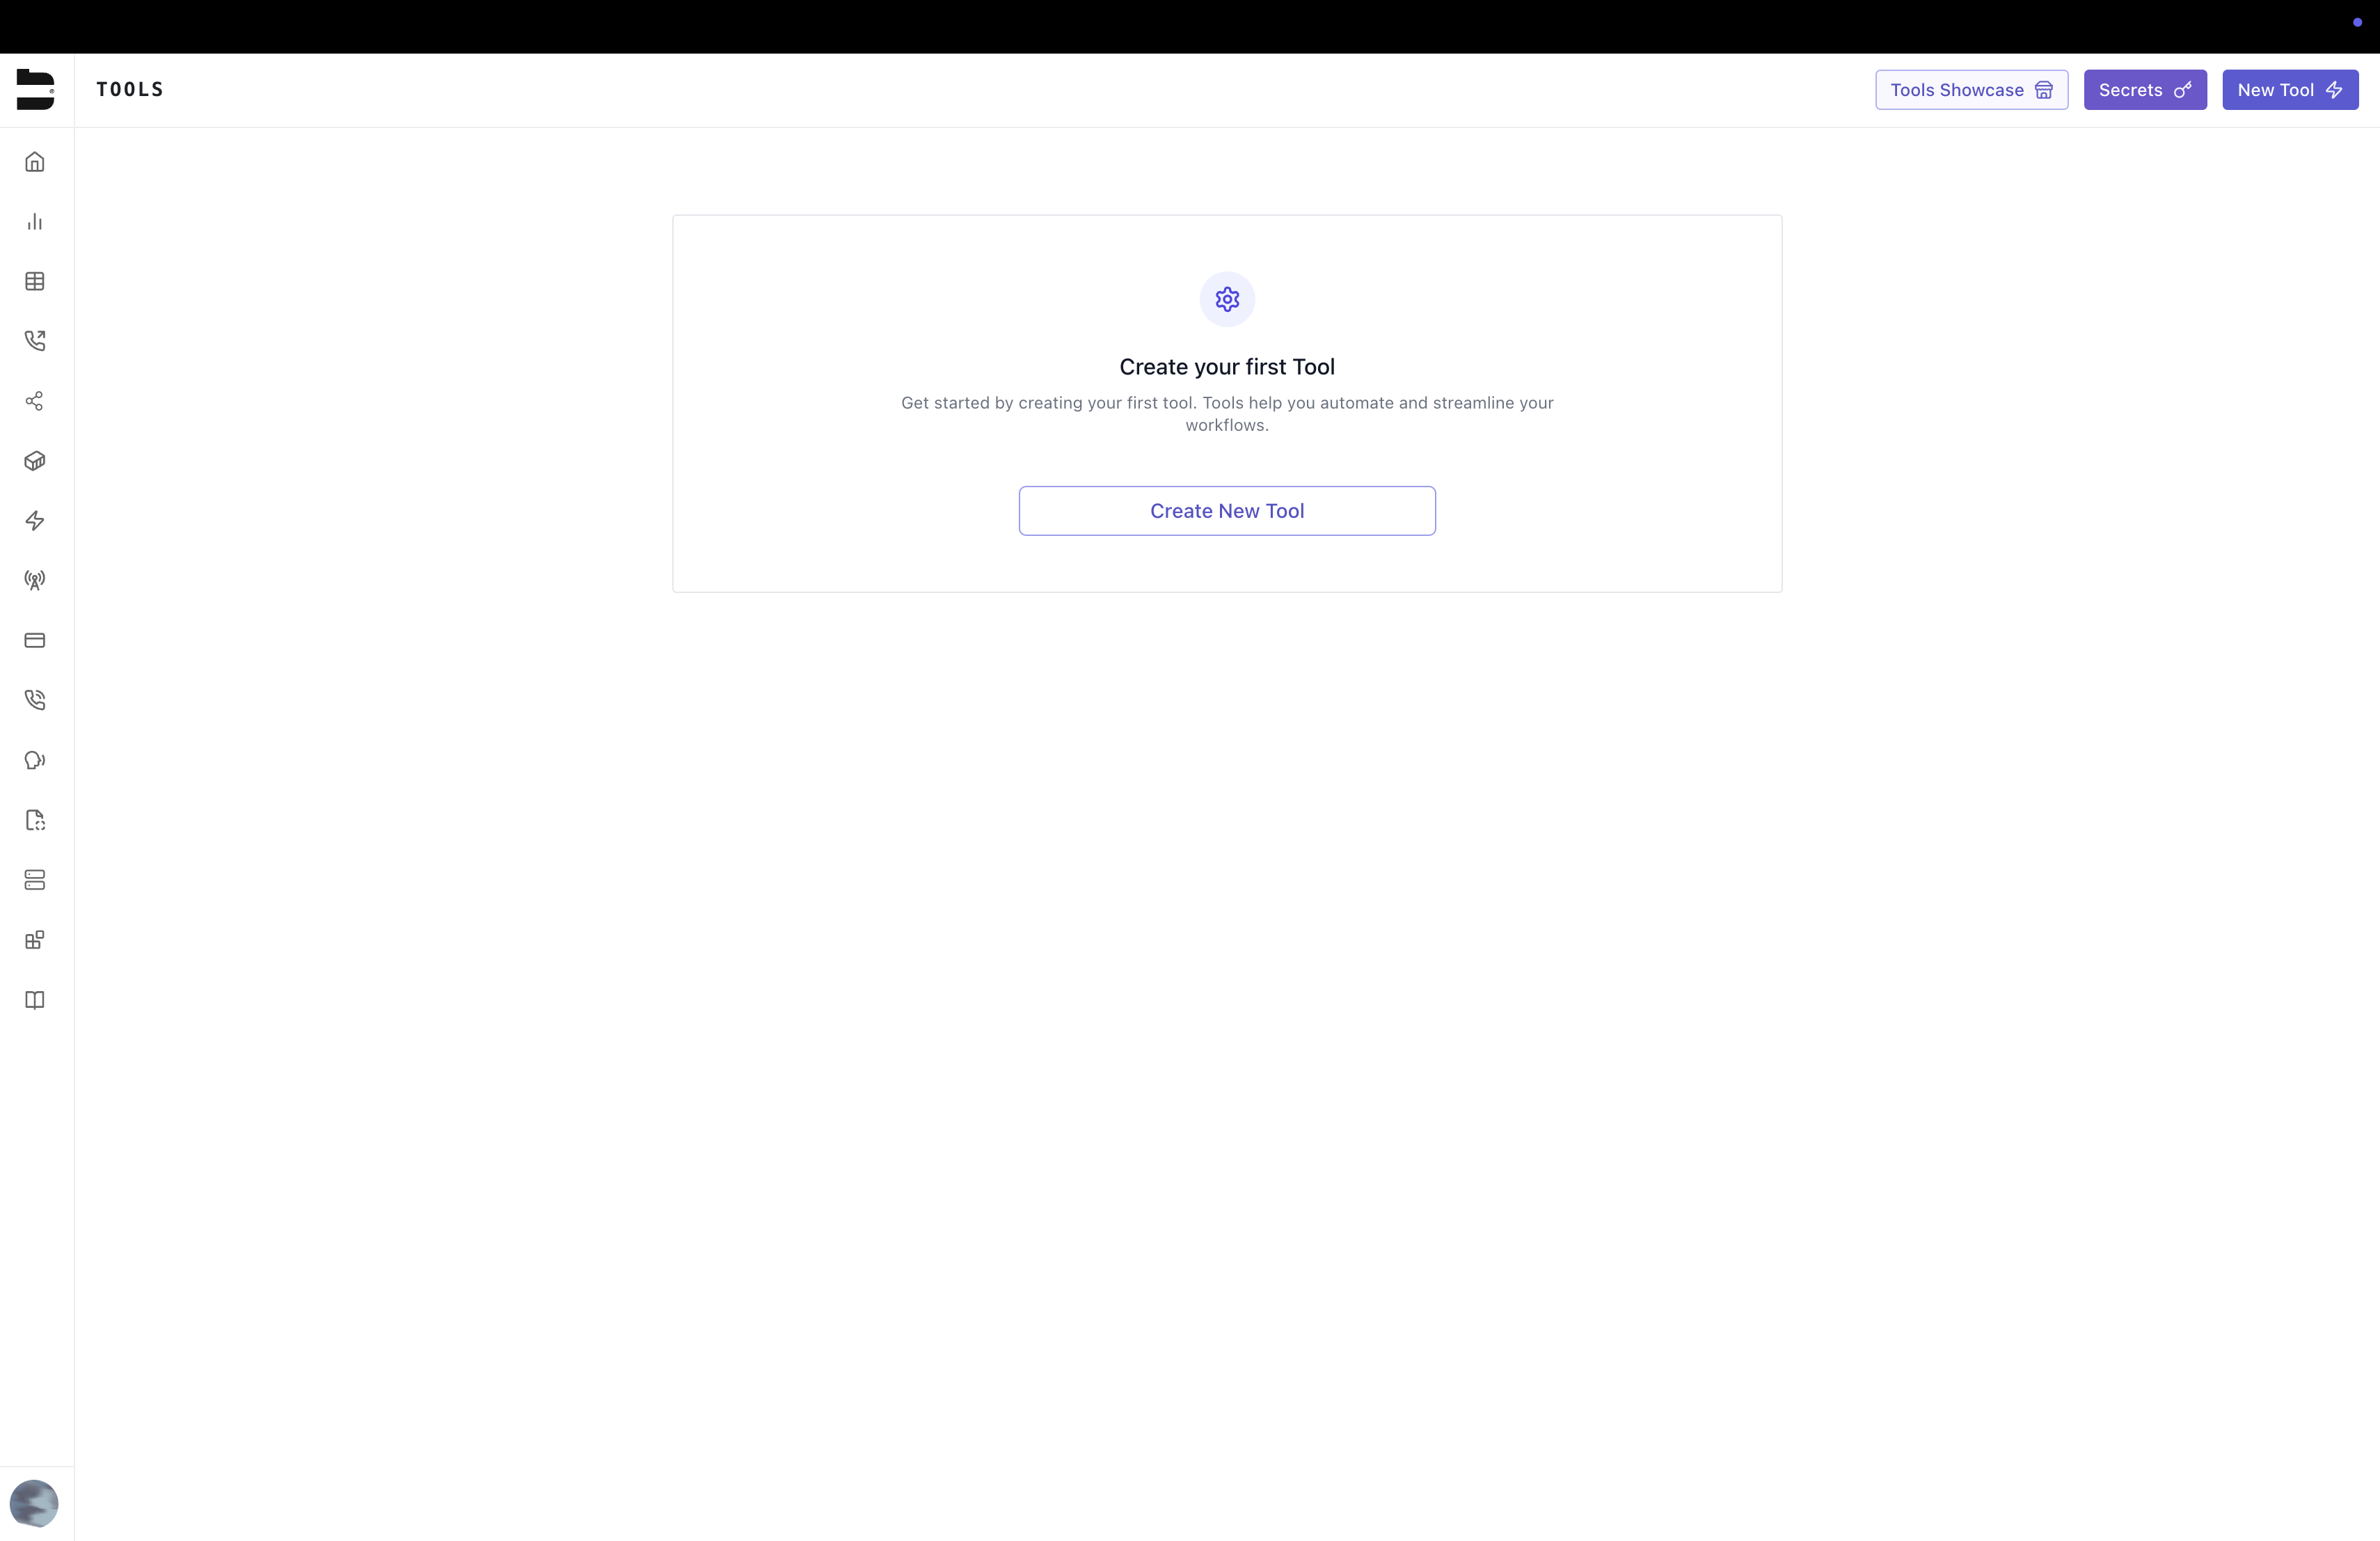 TOOLS
Tools Showcase
Secrets
New Tool
Create your first Tool
Get started by creating your first tool. Tools help you automate and streamline your
workflows.
Create New Tool